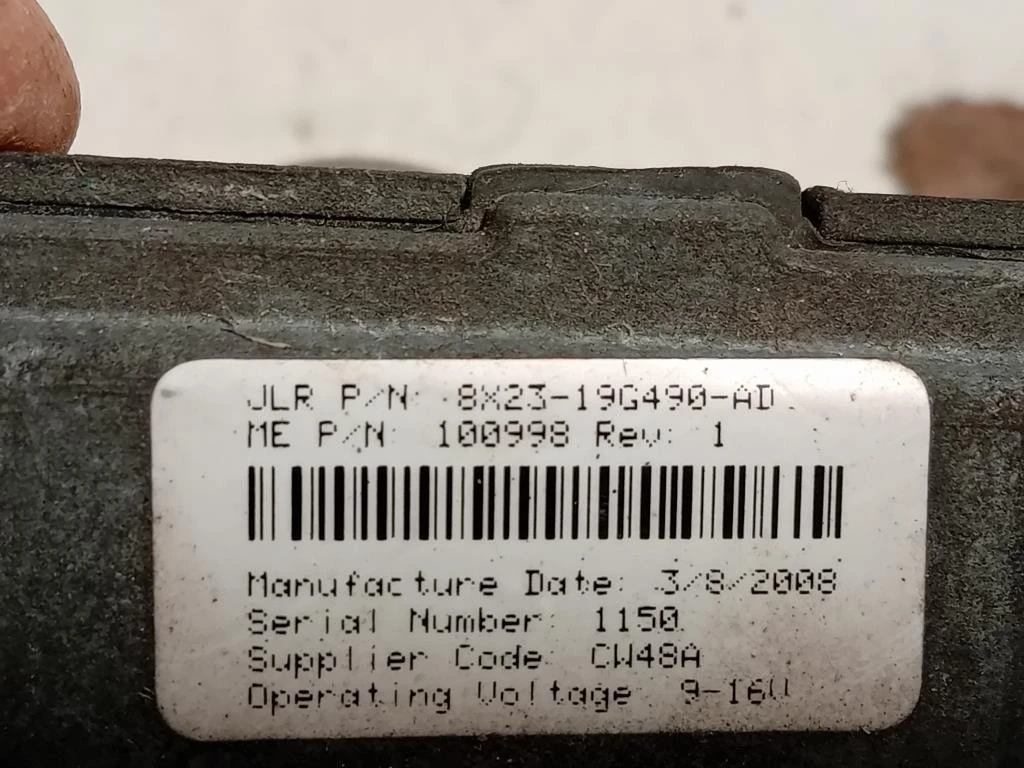 JLR P/N: 8X23-19G490-AD
ME P/N: 100998 Rev: 1
Manufacture Date: 3/8/2008
Serial Number: 1150
Supplier Code: CW48A
Operating Voltage 9-16V